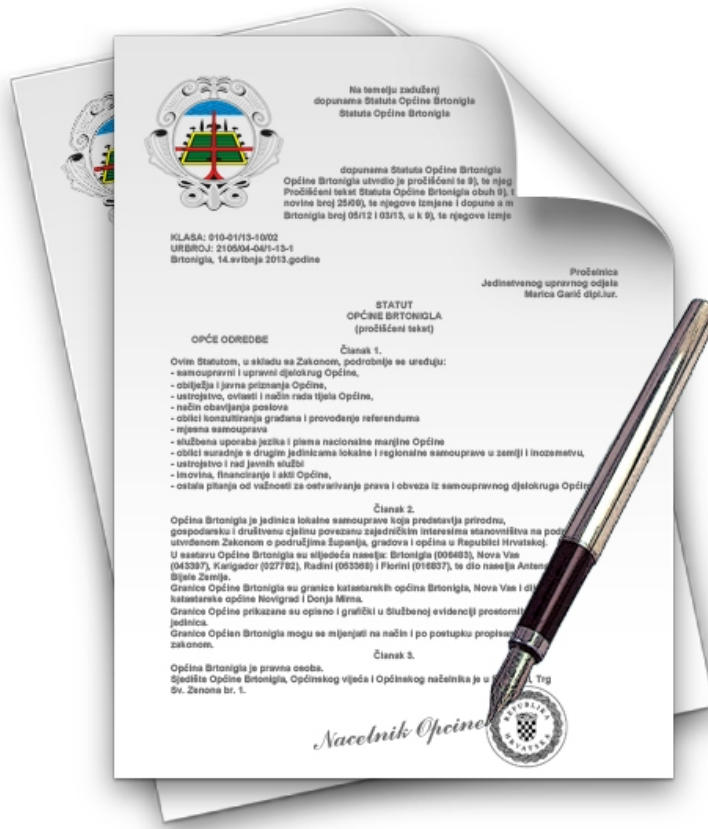 Na temelju zaduženj
dopunama Statuta Općine Brtonigla
Statuta Općine Brtonigla
dopunama Statuta Općine Brtonigla
Općine Brtonigla utvrdio je pročišćeni te 9), te njeg
Pročišćeni tekst Statuta Općine Brtonigla obuh 9), t
novine broj 25/09), te njegove izmjene i dopune a m
Brtonigla broj 05/12 i 03/13, u k 9), te njegove izmje
KLASA: 010-01/13-10/02
URBROJ: 2105/04-04/1-13-1
Brtonigla, 14.svibnja 2013.godine
Pročelnica
Jedinstvenog upravnog odjela
Marica Garić dipl.iur.
STATUT
OPĆINE BRTONIGLA
(pročišćeni tekst)
OPĆE ODREDBE
Članak 1.
Ovim Statutom, u skladu sa Zakonom, podrobnije se uređuju:
- samoupravni i upravni djelokrug Općine,
- obilježja i javna priznanja Općine,
- ustrojstvo, ovlasti i način rada tijela Općine,
- način obavljanja poslova
- oblici konzultiranja građana i provođenje referenduma
- mjesna samouprava
- službena uporaba jezika i pisma nacionalne manjine Općine
- oblici suradnje s drugim jedinicama lokalne i regionalne samouprave u zemlji i inozemstvu,
- ustrojstvo i rad javnih službi
- imovina, financiranje i akti Općine,
- ostala pitanja od važnosti za ostvarivanje prava i obveza iz samoupravnog djelokruga Općin
Članak 2.
Općina Brtonigla je jedinica lokalne samouprave koja predstavlja prirodnu,
gospodarsku i društvenu cjelinu povezanu zajedničkim interesima stanovništva na podr
utvrđenom Zakonom o područjima županija, gradova i općina u Republici Hrvatskoj.
U sastavu Općine Brtonigla su slijedeća naselja: Brtonigla (006483), Nova Vas
(043397), Karigador (027782), Radini (053368) i Fiorini (016837), te dio naselja Antena
Bijele Zemlje.
Granice Općine Brtonigla su granice katastarskih općina Brtonigla, Nova Vas i di
katastarske općine Novigrad i Donja Mirna.
Granice Općine prikazane su opisno i grafički u Službenoj evidenciji prostornih
jedinica.
Granice Općien Brtonigla mogu se mijenjati na način i po postupku propisa
zakonom.
Članak 3.
Općina Brtonigla je pravna osoba.
Sjedište Općine Brtonigla, Općinskog vijeća i Općinskog načelnika je u Trg
Sv. Zenona br. 1.
Nacelnik Opcine
REPUBLIKA
HRVATSKA